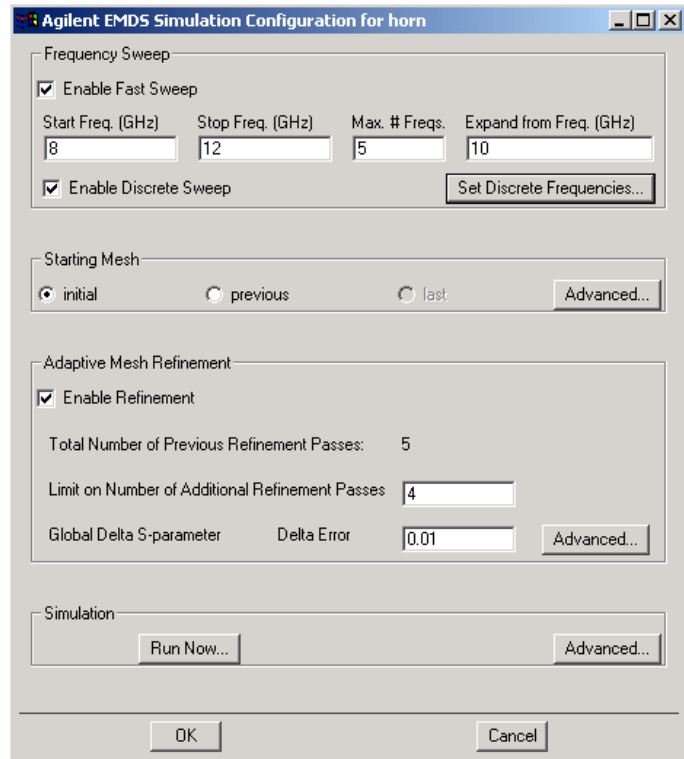 Agilent EMDS Simulation Configuration for horn
Frequency Sweep
Enable Fast Sweep
Start Freq. (GHz) Stop Freq. (GHz) Max. # Freqs. Expand from Freq. (GHz)
8 12 5 10
Enable Discrete Sweep Set Discrete Frequencies...
Starting Mesh
initial previous last Advanced...
Adaptive Mesh Refinement
Enable Refinement
Total Number of Previous Refinement Passes: 5
Limit on Number of Additional Refinement Passes 4
Global Delta S-parameter Delta Error 0.01 Advanced...
Simulation
Run Now... Advanced...
OK Cancel